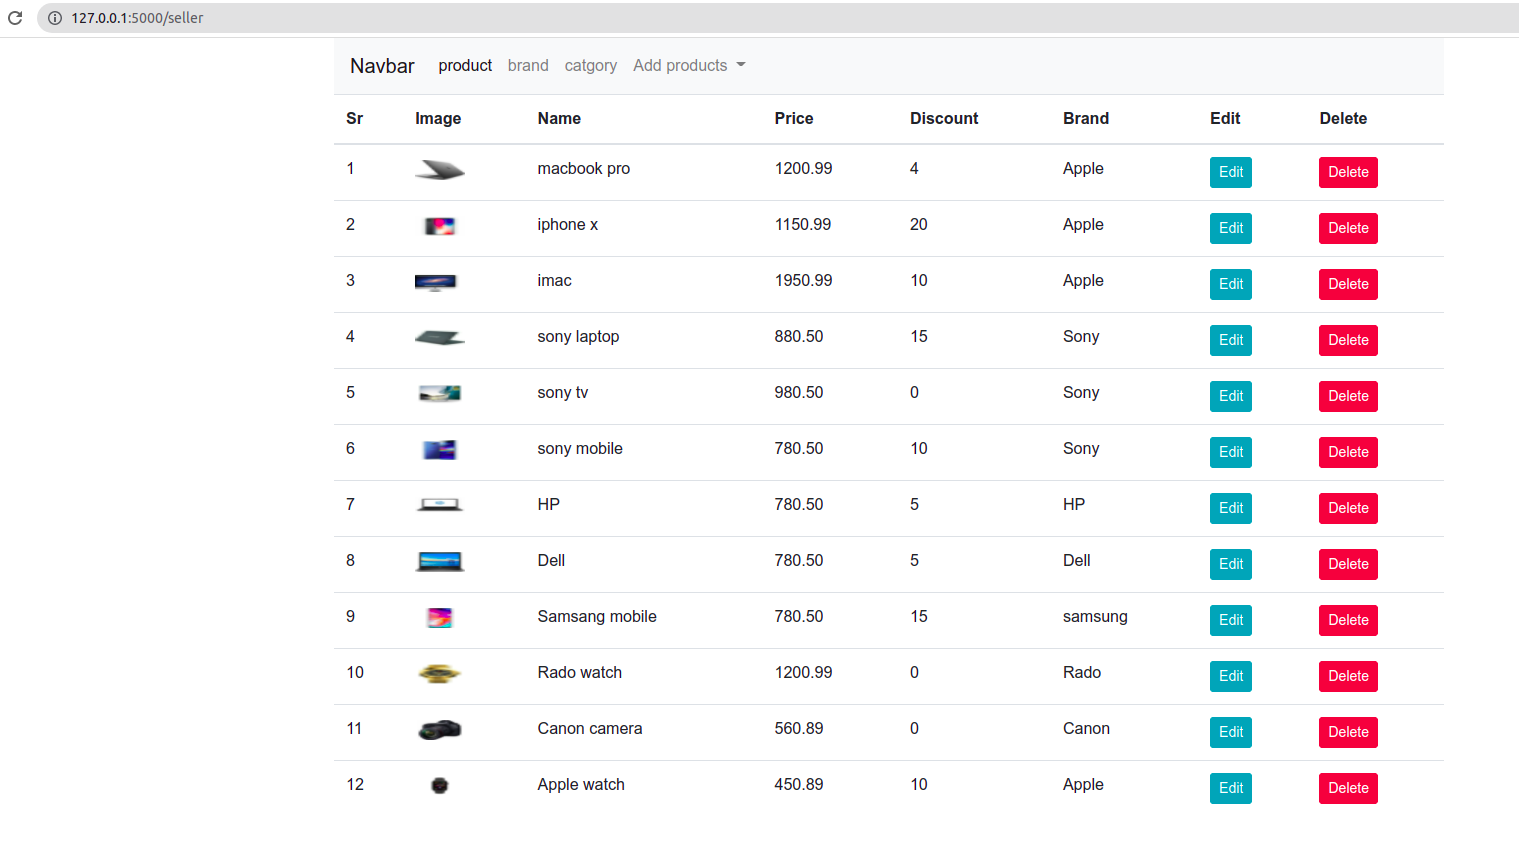 127.0.0.1:5000/seller
Navbar product brand catgory Add products
Sr Image Name Price Discount Brand Edit Delete
1 macbook pro 1200.99 4 Apple Edit Delete
2 iphone x 1150.99 20 Apple Edit Delete
3 imac 1950.99 10 Apple Edit Delete
4 sony laptop 880.50 15 Sony Edit Delete
5 sony tv 980.50 0 Sony Edit Delete
6 sony mobile 780.50 10 Sony Edit Delete
7 HP 780.50 5 HP Edit Delete
8 Dell 780.50 5 Dell Edit Delete
9 Samsang mobile 780.50 15 samsung Edit Delete
10 Rado watch 1200.99 0 Rado Edit Delete
11 Canon camera 560.89 0 Canon Edit Delete
12 Apple watch 450.89 10 Apple Edit Delete